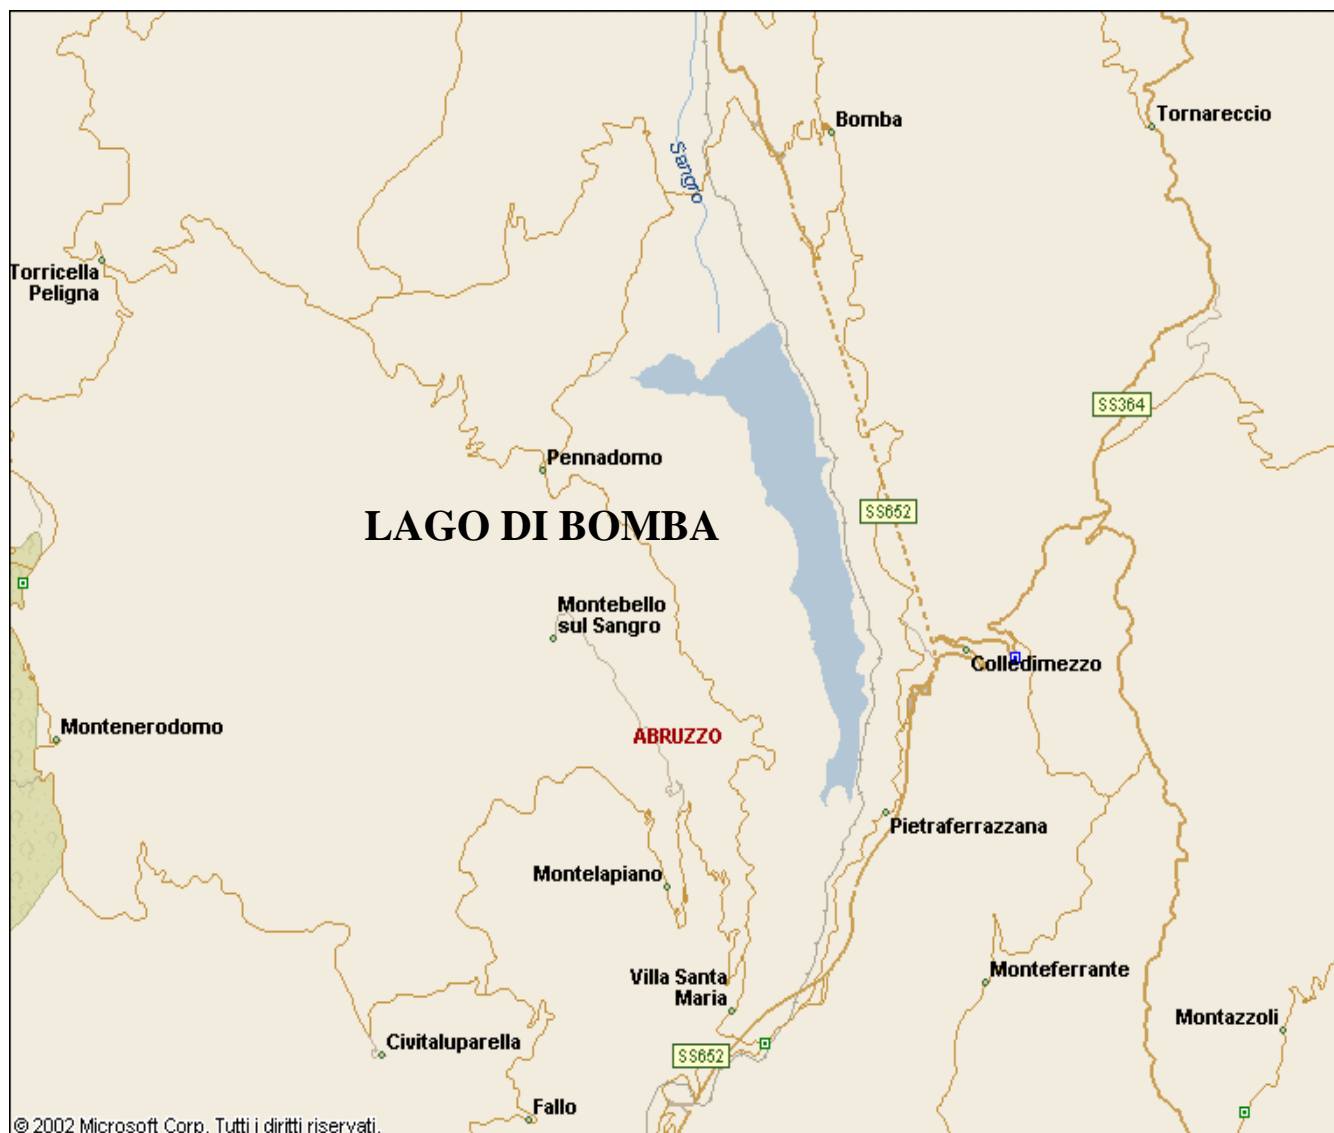 Bomba
Tornareccio
Sangro
Torricella
Peligna
SS364
Pennadomo
SS652
LAGO DI BOMBA
Montebello
sul Sangro
Colledimezzo
Montenerodomo
ABRUZZO
Pietraferrazzana
Montelapiano
Villa Santa
Maria
Monteferrante
Montazzoli
Civitaluparella
SS652
Fallo
© 2002 Microsoft Corp. Tutti i diritti riservati.